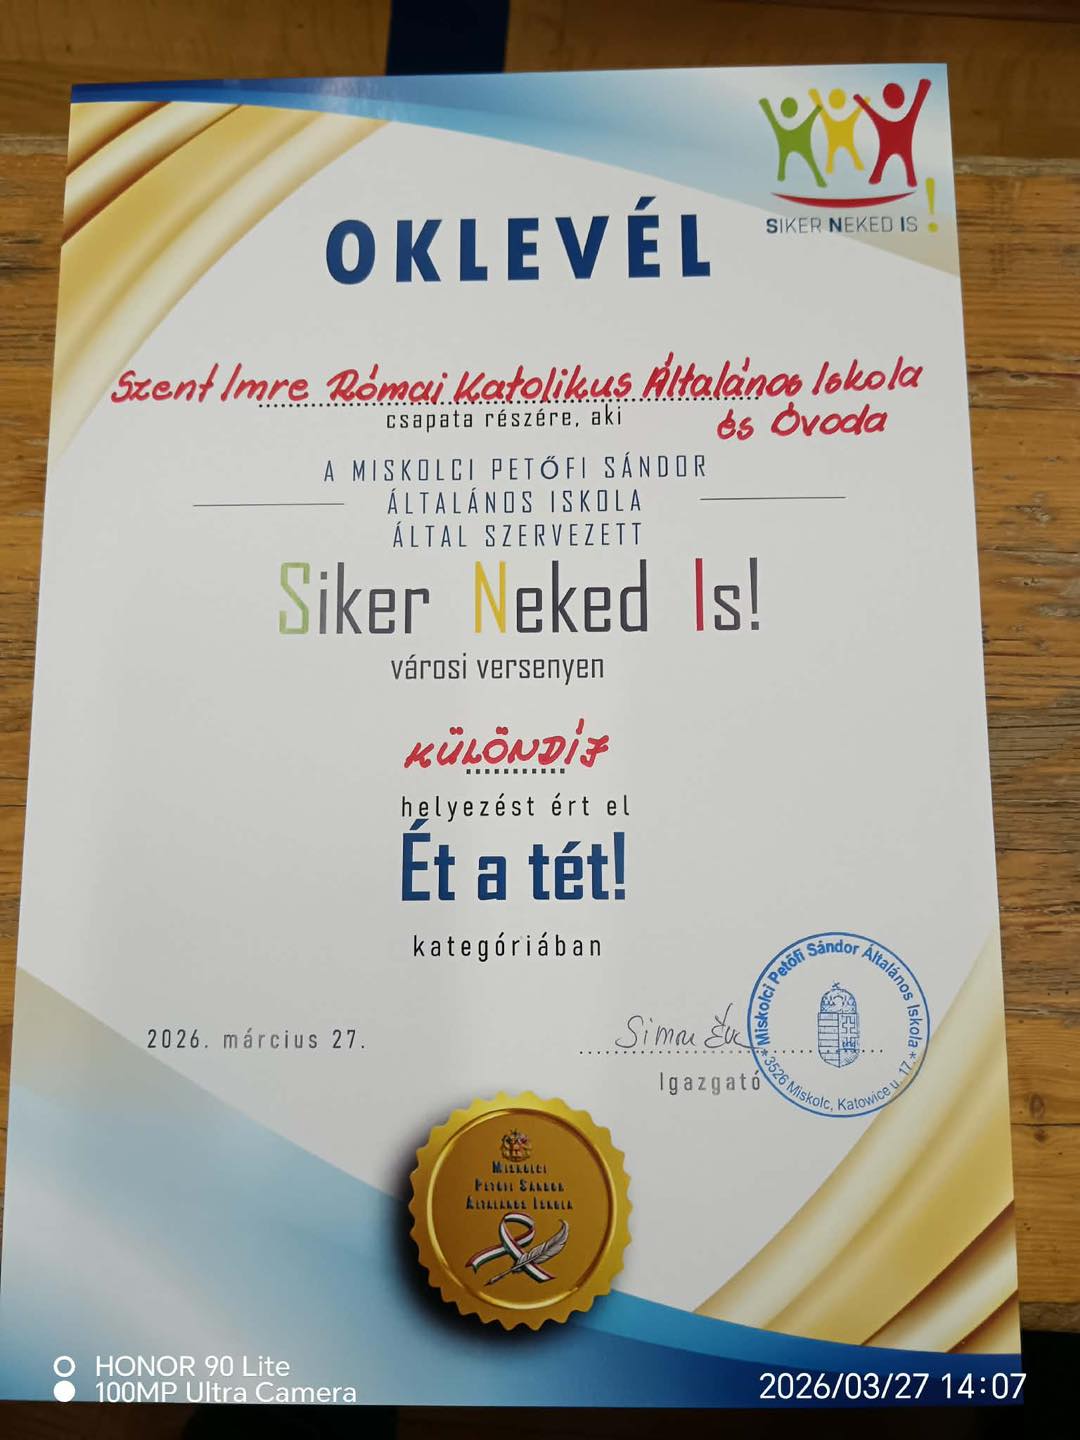 SIKER NEKED IS !
OKLEVÉL
Szent Imre Római Katolikus Általános Iskola
és Óvoda
csapata részére, aki
A MISKOLCI PETŐFI SÁNDOR
ÁLTALÁNOS ISKOLA
ÁLTAL SZERVEZETT
Siker Neked Is!
városi versenyen
KÜLÖNDÍJ
helyezést ért el
Ét a tét!
kategóriában
2026. március 27.
Simon Éva
Igazgató
Miskolci Petőfi Sándor Általános Iskola
* 3526 Miskolc, Katowice u. 17. *
MISKOLCI
PETŐFI SÁNDOR
ÁLTALÁNOS ISKOLA
HONOR 90 Lite
100MP Ultra Camera
2026/03/27 14:07